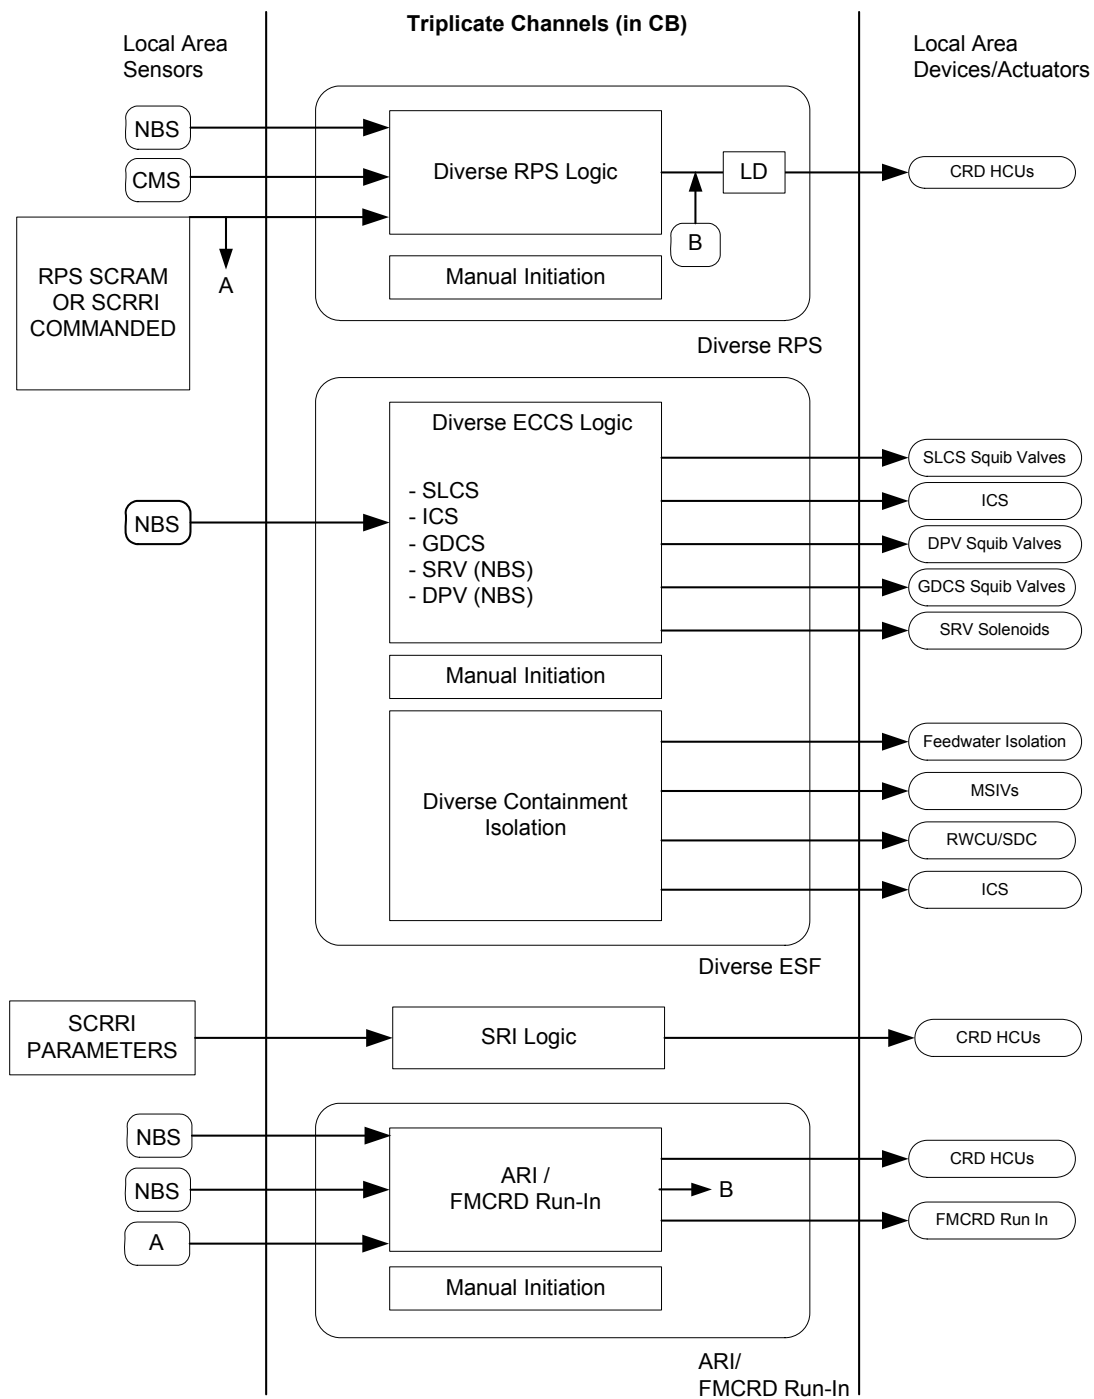 Triplicate Channels (in CB)
Local Area
Sensors
Local Area
Devices/Actuators
NBS
CMS
RPS SCRAM
OR SCRRI
COMMANDED
A
Diverse RPS Logic
LD
B
CRD HCUs
Manual Initiation
Diverse RPS
NBS
Diverse ECCS Logic
- SLCS
- ICS
- GDCS
- SRV (NBS)
- DPV (NBS)
SLCS Squib Valves
ICS
DPV Squib Valves
GDCS Squib Valves
SRV Solenoids
Manual Initiation
Diverse Containment
Isolation
Feedwater Isolation
MSIVs
RWCU/SDC
ICS
Diverse ESF
SCRRI
PARAMETERS
SRI Logic
CRD HCUs
NBS
NBS
A
ARI /
FMCRD Run-In
B
CRD HCUs
FMCRD Run In
Manual Initiation
ARI/
FMCRD Run-In